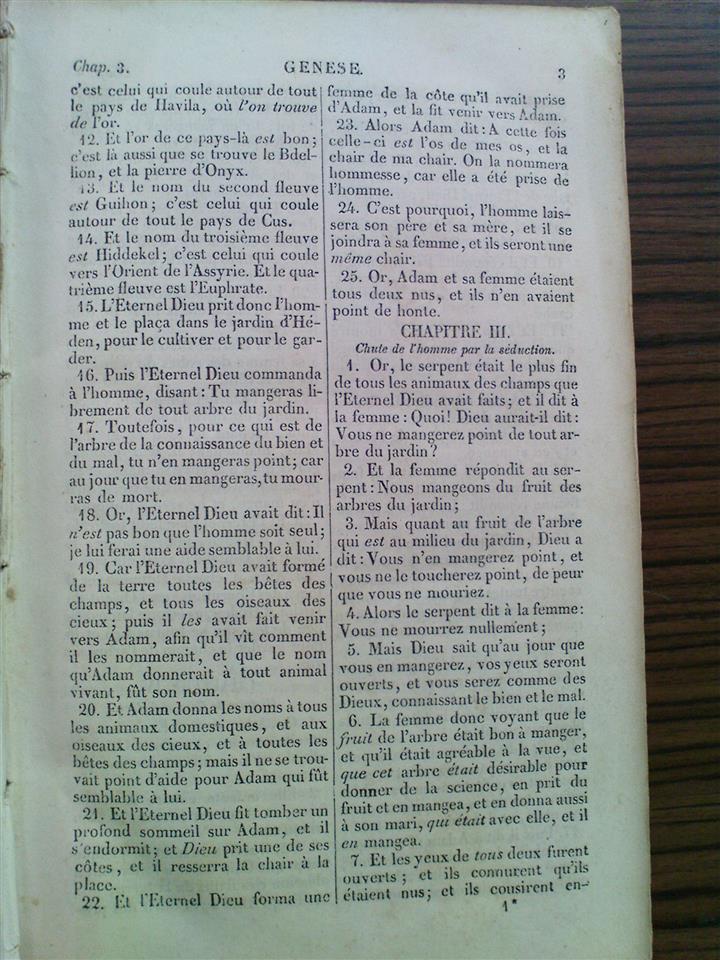 Chap. 3.
GENESE.
3
c'est celui qui coule autour de tout
le pays de Havila, où l'on trouve
de l'or.
12. Et l'or de ce pays-là est bon;
c'est là aussi que se trouve le Bdel-
lion, et la pierre d'Onyx.
13. Et le nom du second fleuve
est Guihon; c'est celui qui coule
autour de tout le pays de Cus.
14. Et le nom du troisième fleuve
est Hiddekel; c'est celui qui coule
vers l'Orient de l'Assyrie. Et le qua-
trième fleuve est l'Euphrate.
15. L'Eternel Dieu prit donc l'hom-
me et le plaça dans le jardin d'Hé-
den, pour le cultiver et pour le gar-
der.
16. Puis l'Eternel Dieu commanda
à l'homme, disant: Tu mangeras li-
brement de tout arbre du jardin.
17. Toutefois, pour ce qui est de
l'arbre de la connaissance du bien et
du mal, tu n'en mangeras point; car
au jour que tu en mangeras, tu mour-
ras de mort.
18. Or, l'Eternel Dieu avait dit: Il
n'est pas bon que l'homme soit seul;
je lui ferai une aide semblable à lui.
19. Car l'Eternel Dieu avait formé
de la terre toutes les bêtes des
champs, et tous les oiseaux des
cieux; puis il les avait fait venir
vers Adam, afin qu'il vît comment
il les nommerait, et que le nom
qu'Adam donnerait à tout animal
vivant, fût son nom.
20. Et Adam donna les noms à tous
les animaux domestiques, et aux
oiseaux des cieux, et à toutes les
bêtes des champs; mais il ne se trou-
vait point d'aide pour Adam qui fût
semblable à lui.
21. Et l'Eternel Dieu fit tomber un
profond sommeil sur Adam, et il
s'endormit; et Dieu prit une de ses
côtes, et il resserra la chair à la
place.
22. Et l'Eternel Dieu forma une
femme de la côte qu'il avait prise
d'Adam, et la fit venir vers Adam.
23. Alors Adam dit: A cette fois
celle-ci est l'os de mes os, et la
chair de ma chair. On la nommera
hommesse, car elle a été prise de
l'homme.
24. C'est pourquoi, l'homme lais-
sera son père et sa mère, et il se
joindra à sa femme, et ils seront une
même chair.
25. Or, Adam et sa femme étaient
tous deux nus, et ils n'en avaient
point de honte.
CHAPITRE III.
Chute de l'homme par la séduction.
1. Or, le serpent était le plus fin
de tous les animaux des champs que
l'Eternel Dieu avait faits; et il dit à
la femme: Quoi! Dieu aurait-il dit:
Vous ne mangerez point de tout ar-
bre du jardin?
2. Et la femme répondit au ser-
pent: Nous mangeons du fruit des
arbres du jardin;
3. Mais quant au fruit de l'arbre
qui est au milieu du jardin, Dieu a
dit: Vous n'en mangerez point, et
vous ne le toucherez point, de peur
que vous ne mouriez.
4. Alors le serpent dit à la femme:
Vous ne mourrez nullement;
5. Mais Dieu sait qu'au jour que
vous en mangerez, vos yeux seront
ouverts, et vous serez comme des
Dieux, connaissant le bien et le mal.
6. La femme donc voyant que le
fruit de l'arbre était bon à manger,
et qu'il était agréable à la vue, et
que cet arbre était désirable pour
donner de la science, en prit du
fruit et en mangea, et en donna aussi
à son mari, qui était avec elle, et il
en mangea.
7. Et les yeux de tous deux furent
ouverts; et ils connurent qu'ils
étaient nus; et ils cousirent en-
1*